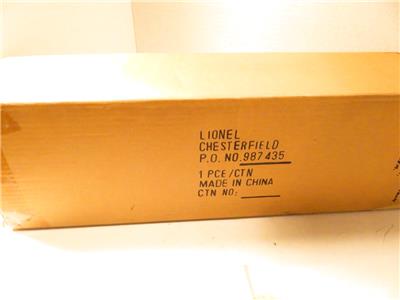 LIONEL
CHESTERFIELD
P.O. NO. 987435
1 PCE/CTN
MADE IN CHINA
CTN NO: